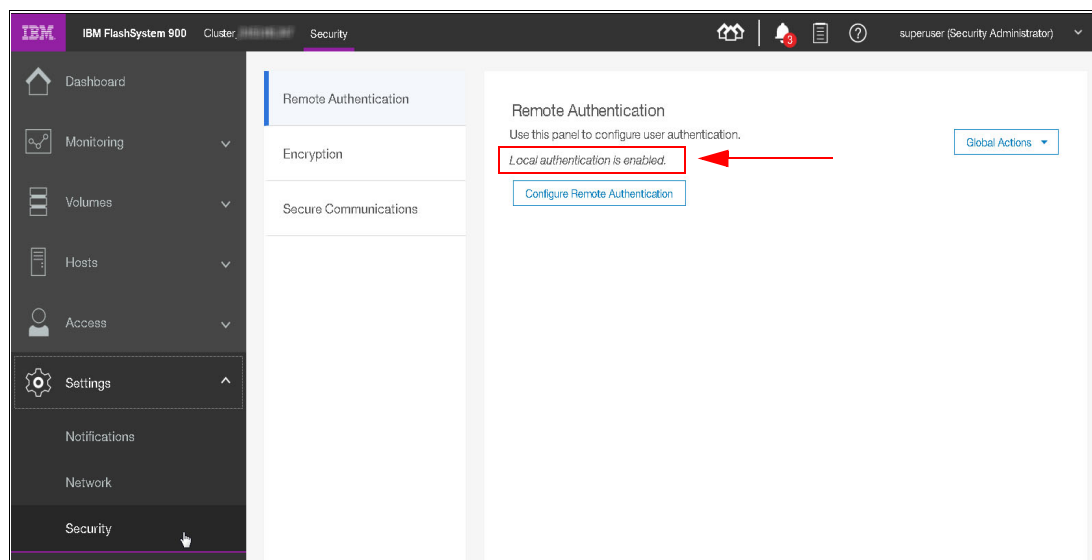 IBM
IBM FlashSystem 900 Cluster_ Security
3
superuser (Security Administrator)
Dashboard
Monitoring
Volumes
Hosts
Access
Settings
Notifications
Network
Security
Remote Authentication
Encryption
Secure Communications
Remote Authentication
Use this panel to configure user authentication.
Local authentication is enabled.
Configure Remote Authentication
Global Actions